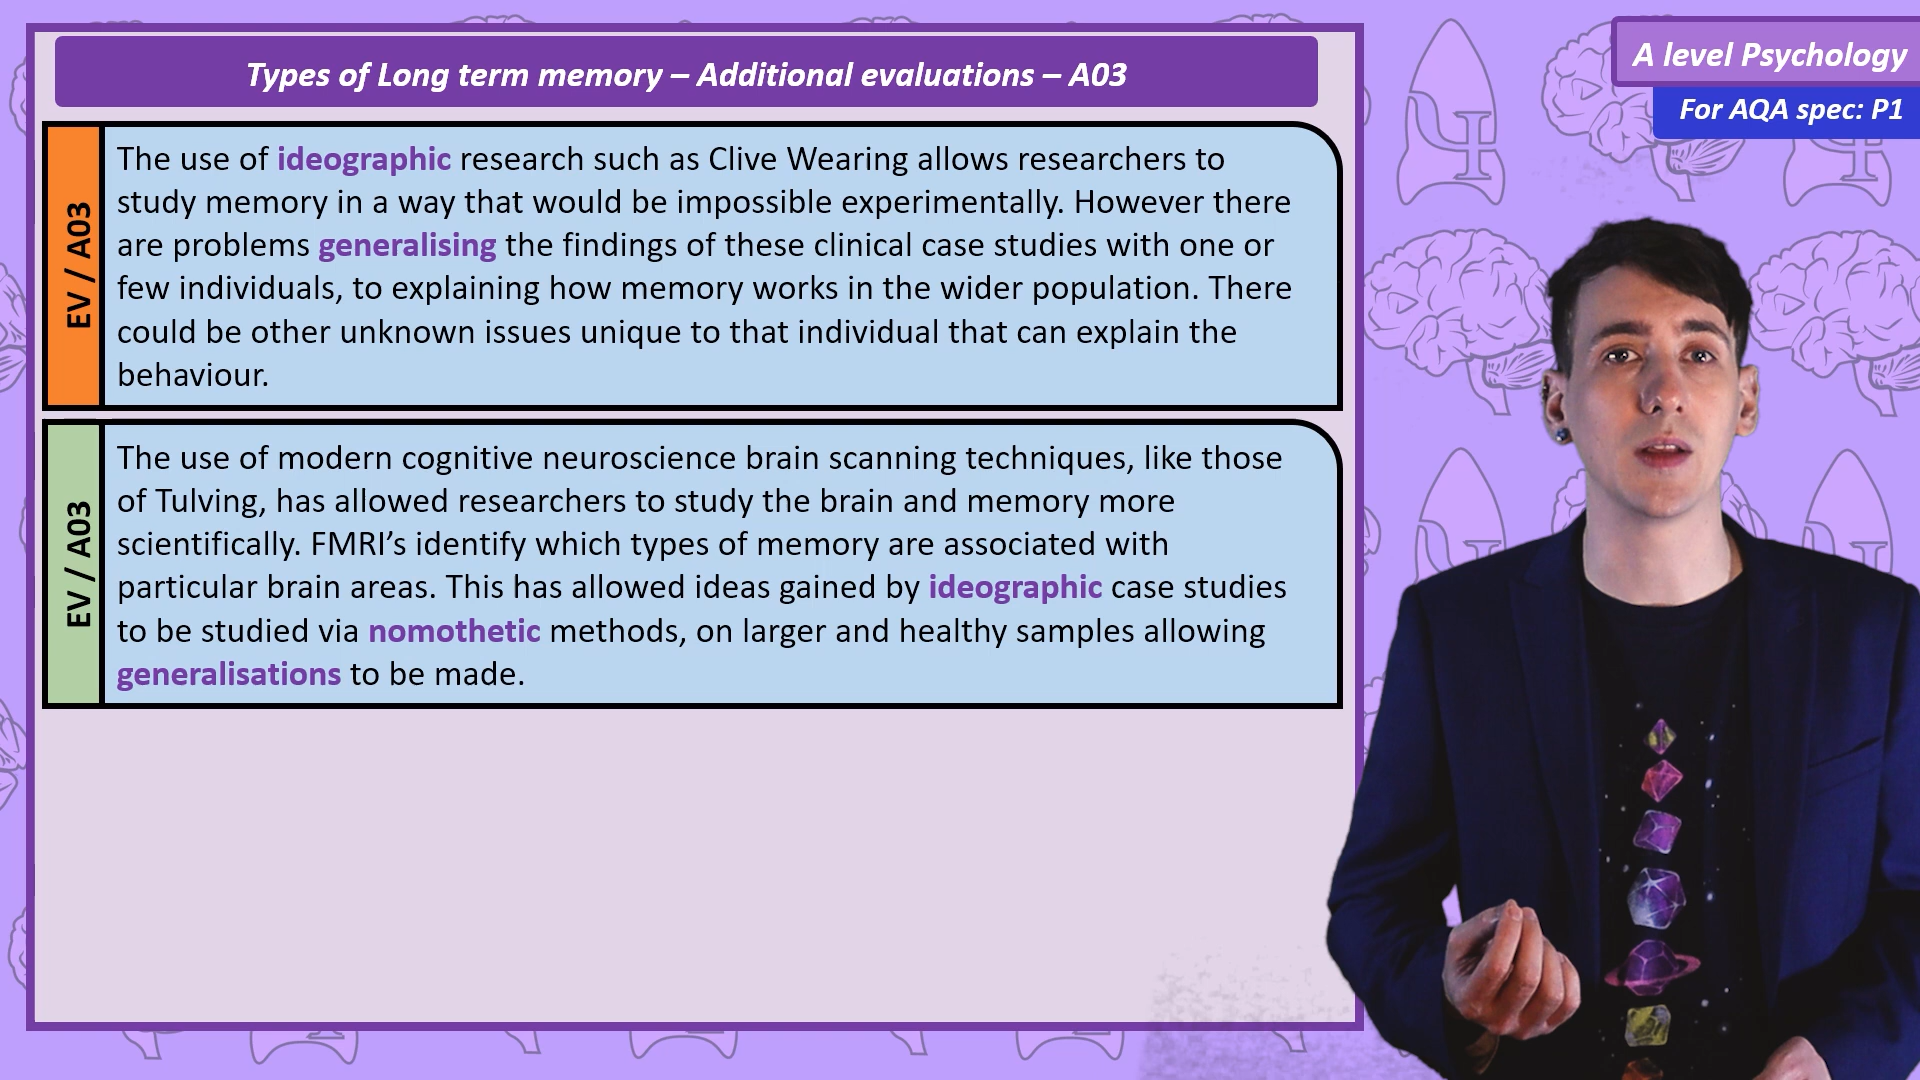 Types of Long term memory – Additional evaluations – A03
A level Psychology
For AQA spec: P1
EV / A03
The use of ideographic research such as Clive Wearing allows researchers to
study memory in a way that would be impossible experimentally. However there
are problems generalising the findings of these clinical case studies with one or
few individuals, to explaining how memory works in the wider population. There
could be other unknown issues unique to that individual that can explain the
behaviour.
EV / A03
The use of modern cognitive neuroscience brain scanning techniques, like those
of Tulving, has allowed researchers to study the brain and memory more
scientifically. FMRI’s identify which types of memory are associated with
particular brain areas. This has allowed ideas gained by ideographic case studies
to be studied via nomothetic methods, on larger and healthy samples allowing
generalisations to be made.